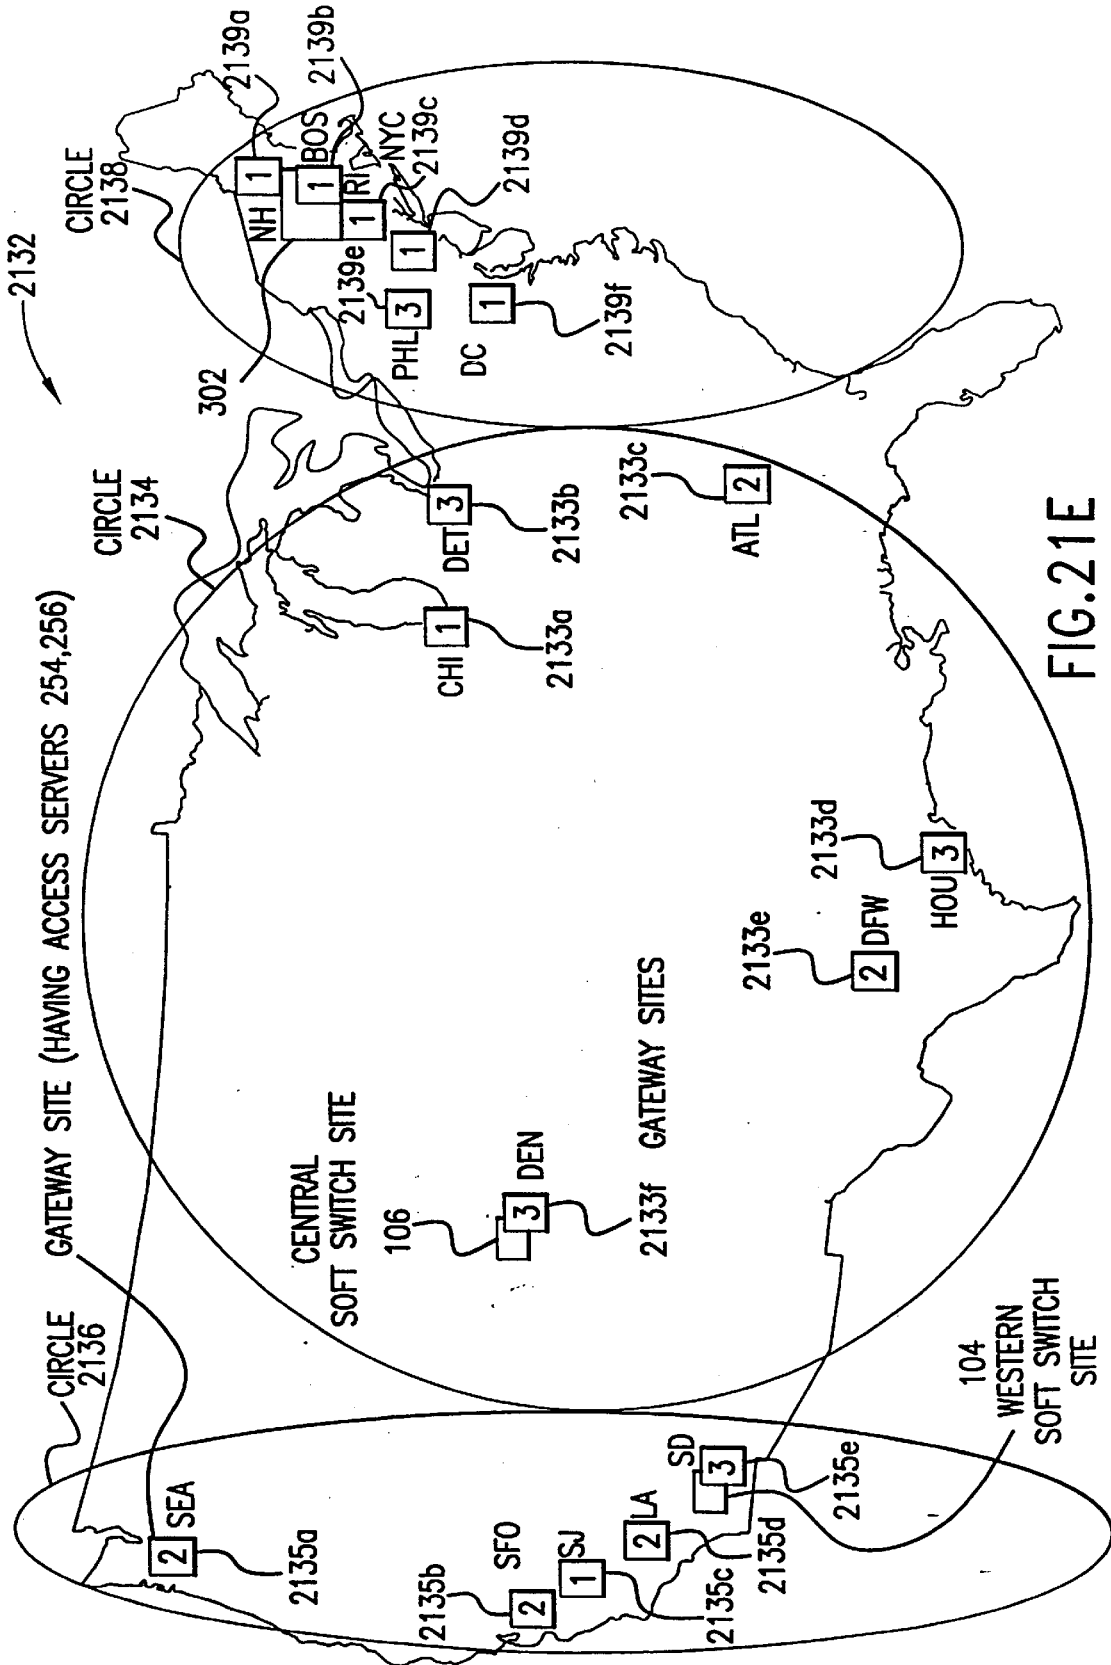 2132
GATEWAY SITE (HAVING ACCESS SERVERS 254,256)
CIRCLE
2136
CIRCLE
2134
CIRCLE
2138
2
SEA
2135a
2135b
SFO
2
1
SJ
2135c
2
LA
2135d
SD
3
2135e
104
WESTERN
SOFT SWITCH
SITE
CENTRAL
SOFT SWITCH SITE
106
3
DEN
2133f
GATEWAY SITES
2133e
2
DFW
2133d
HOU
3
CHI
1
2133a
DET
3
2133b
2133c
ATL
2
302
NH
1
2139a
BOS
1
2139b
RI
1
NYC
2139c
1
2139d
2139e
PHL
3
DC
1
2139f
FIG.21E